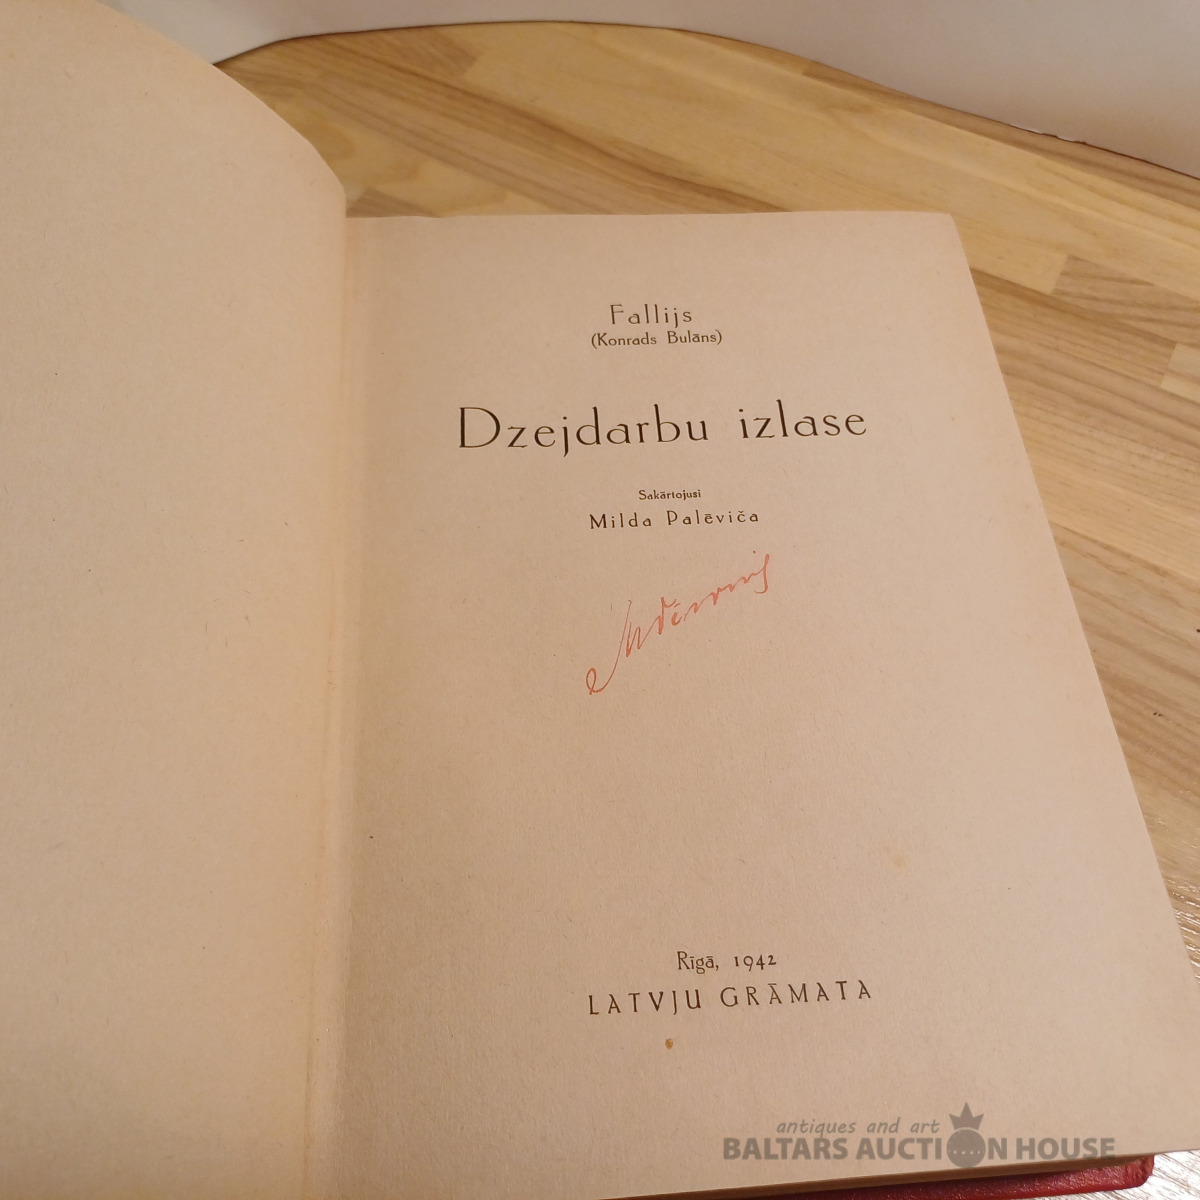 Fallijs
(Konrads Bulāns)
Dzejdarbu izlase
Sakārtojusi
Milda Palēviča
Rīgā, 1942
LATVJU GRĀMATA
antiques and art
BALTARS AUCTION HOUSE